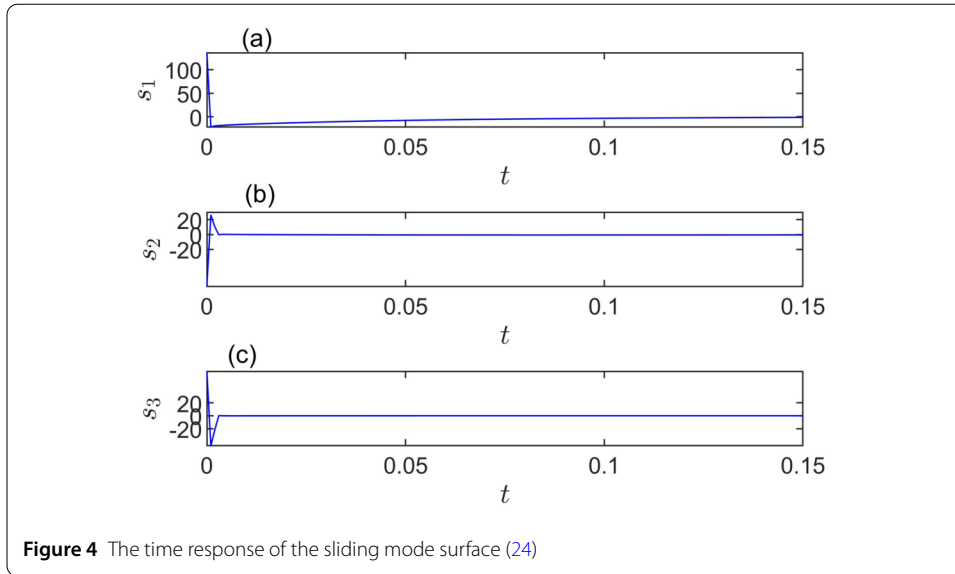 (a)
100
50
0
s1
0 0.05 0.1 0.15
t
(b)
20
0
-20
s2
0 0.05 0.1 0.15
t
(c)
20
0
-20
s3
0 0.05 0.1 0.15
t
Figure 4 The time response of the sliding mode surface (24)